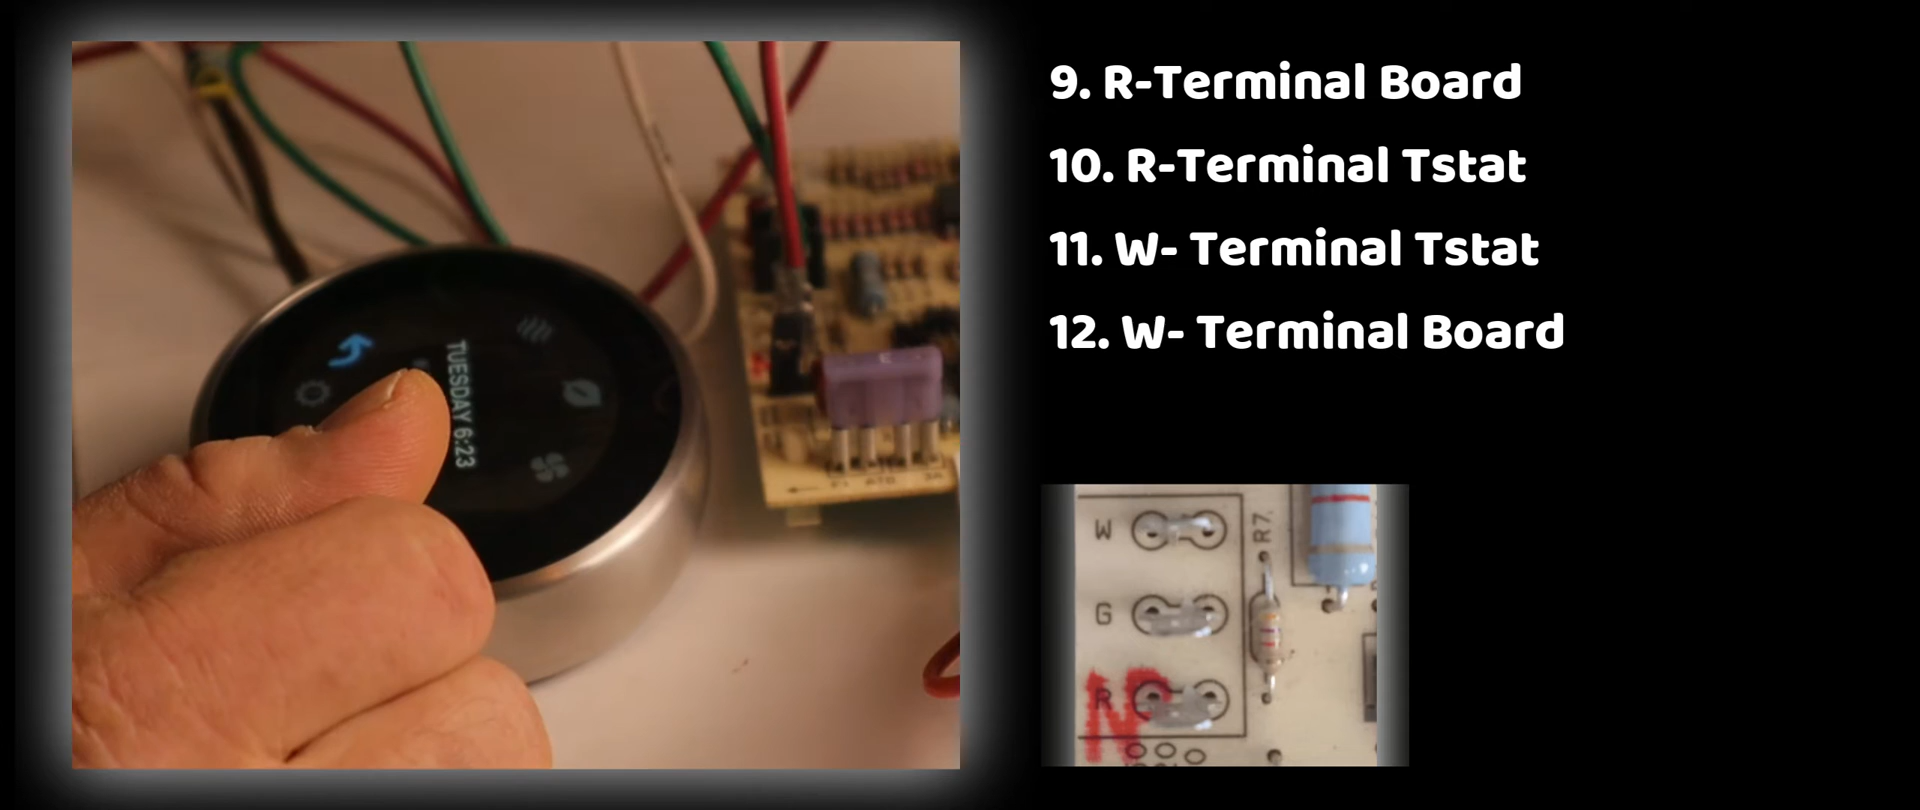 9. R-Terminal Board
10. R-Terminal Tstat
11. W- Terminal Tstat
12. W- Terminal Board
TUESDAY 6:23
W
R7
G
R